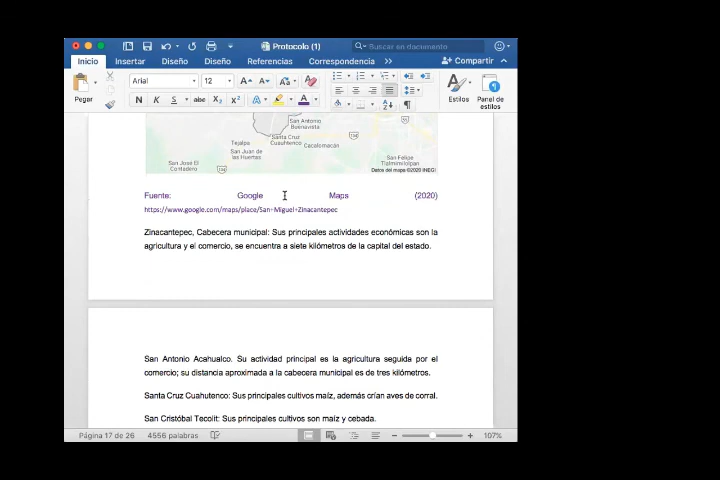 Protocolo (1)
Buscar en documento
Inicio Insertar Diseño Diseño Referencias Correspondencia >> Compartir
Pegar
Arial 12
N K S abc X₂ X² A
Estilos
Panel de estilos
San Antonio Buenavista
Santa Cruz Cuauhtenco
Tejalpa
Cacalomacán
San Juan de las Huertas
San José El Contadero
San Felipe Tlalmimilolpan
Datos del mapa ©2020 INEGI
Fuente: Google Maps (2020)
https://www.google.com/maps/place/San+Miguel+Zinacantepec
Zinacantepec, Cabecera municipal: Sus principales actividades económicas son la
agricultura y el comercio, se encuentra a siete kilómetros de la capital del estado.
San Antonio Acahualco. Su actividad principal es la agricultura seguida por el
comercio; su distancia aproximada a la cabecera municipal es de tres kilómetros.
Santa Cruz Cuahutenco: Sus principales cultivos maíz, además crían aves de corral.
San Cristóbal Tecolit: Sus principales cultivos son maíz y cebada.
Página 17 de 26 4556 palabras 107%